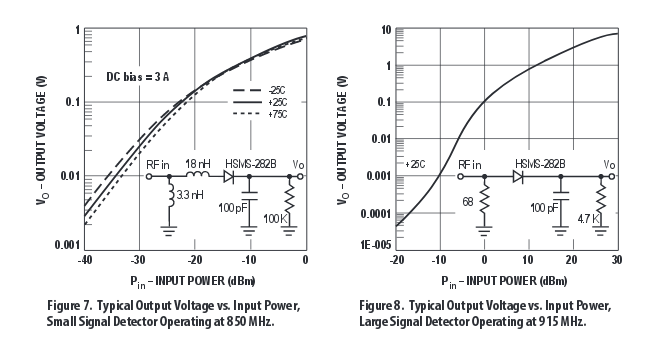 1
0.1
0.01
0.001
-40
-30
-20
-10
0
V_O – OUTPUT VOLTAGE (V)
P_in – INPUT POWER (dBm)
DC bias = 3 A
-25C
+25C
+75C
RF in
18 nH
HSMS-282B
Vo
3.3 nH
100 pF
100 K
Figure 7. Typical Output Voltage vs. Input Power,
Small Signal Detector Operating at 850 MHz.
10
1
0.1
0.01
0.001
0.0001
1E-005
-20
-10
0
10
20
30
V_O – OUTPUT VOLTAGE (V)
P_in – INPUT POWER (dBm)
+25C
RF in
HSMS-282B
Vo
68
100 pF
4.7 K
Figure 8. Typical Output Voltage vs. Input Power,
Large Signal Detector Operating at 915 MHz.